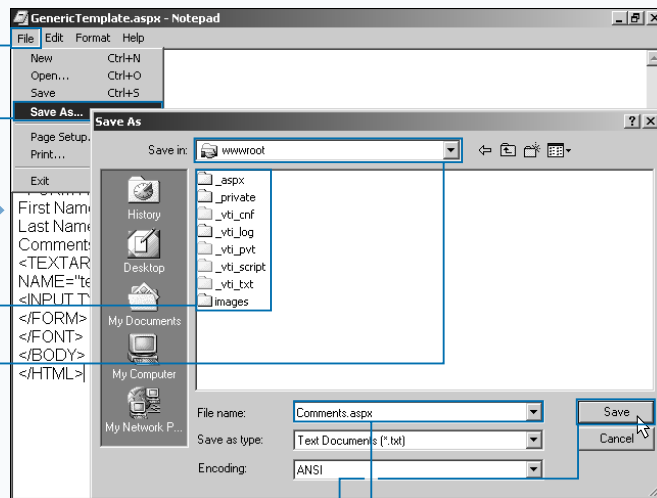 GenericTemplate.aspx - Notepad
File Edit Format Help
New Ctrl+N
Open... Ctrl+O
Save Ctrl+S
Save As...
Page Setup.
Print...
Exit
First Nam
Last Name
Comment
<TEXTAR
NAME="te
<INPUT TY
</FORM>
</FONT>
</BODY>
</HTML>
Save As
Save in: wwwroot
History
Desktop
My Documents
My Computer
My Network P...
_aspx
_private
_vti_cnf
_vti_log
_vti_pvt
_vti_script
_vti_txt
images
File name: Comments.aspx Save
Save as type: Text Documents (*.txt) Cancel
Encoding: ANSI